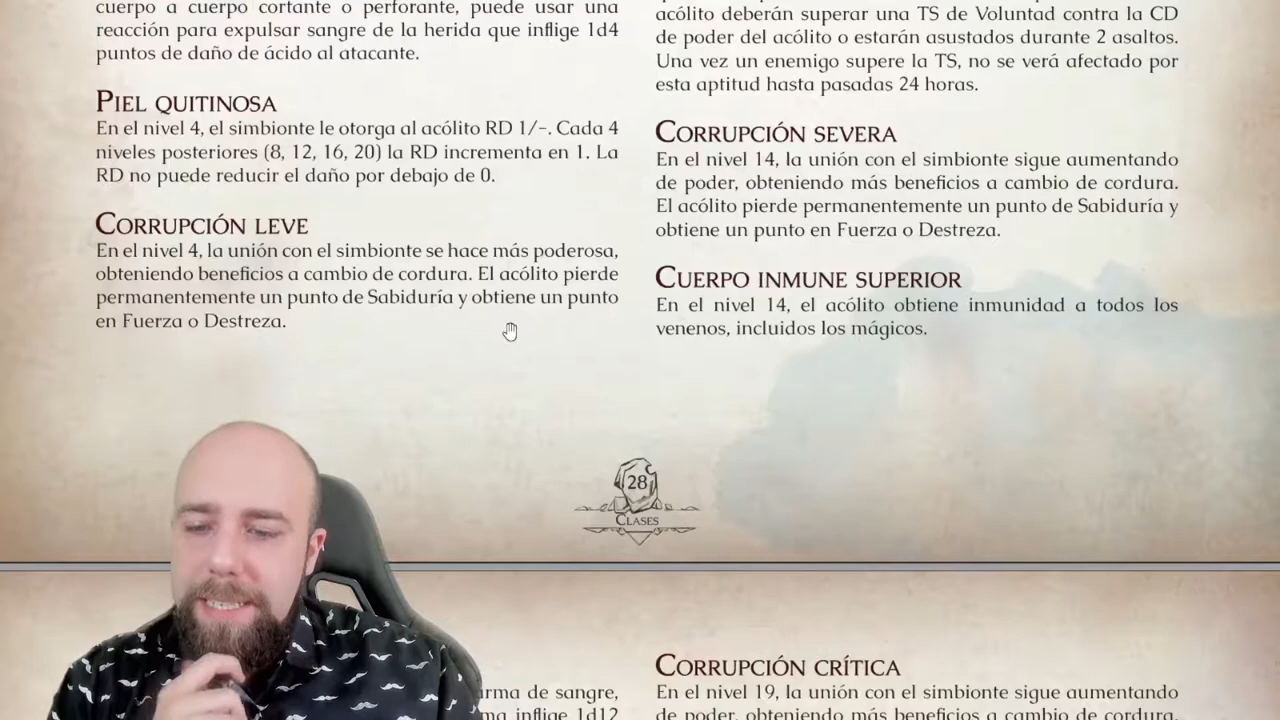 cuerpo a cuerpo cortante o perforante, puede usar una
reacción para expulsar sangre de la herida que inflige 1d4
puntos de daño de ácido al atacante.
PIEL QUITINOSA
En el nivel 4, el simbionte le otorga al acólito RD 1/-. Cada 4
niveles posteriores (8, 12, 16, 20) la RD incrementa en 1. La
RD no puede reducir el daño por debajo de 0.
CORRUPCIÓN LEVE
En el nivel 4, la unión con el simbionte se hace más poderosa,
obteniendo beneficios a cambio de cordura. El acólito pierde
permanentemente un punto de Sabiduría y obtiene un punto
en Fuerza o Destreza.
acólito deberán superar una TS de Voluntad contra la CD
de poder del acólito o estarán asustados durante 2 asaltos.
Una vez un enemigo supere la TS, no se verá afectado por
esta aptitud hasta pasadas 24 horas.
CORRUPCIÓN SEVERA
En el nivel 14, la unión con el simbionte sigue aumentando
de poder, obteniendo más beneficios a cambio de cordura.
El acólito pierde permanentemente un punto de Sabiduría y
obtiene un punto en Fuerza o Destreza.
CUERPO INMUNE SUPERIOR
En el nivel 14, el acólito obtiene inmunidad a todos los
venenos, incluidos los mágicos.
28
CLASES
de sangre,
inflige 1d12
CORRUPCIÓN CRÍTICA
En el nivel 19, la unión con el simbionte sigue aumentando
de poder, obteniendo más beneficios a cambio de cordura.